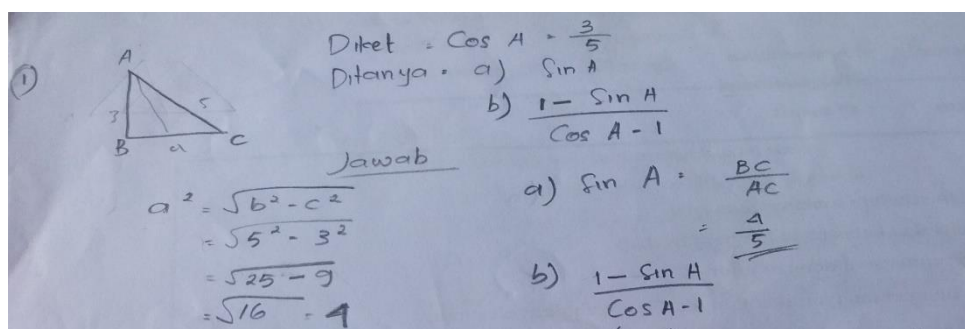 ①
A
3
5
B
a
C
Diket = Cos A = 3/5
Ditanya = a) Sin A
b) 1 - Sin A / Cos A - 1
Jawab
a² = √b² - c²
= √5² - 3²
= √25 - 9
= √16 = 4
a) Sin A = BC/AC
= 4/5
b) 1 - Sin A / Cos A - 1